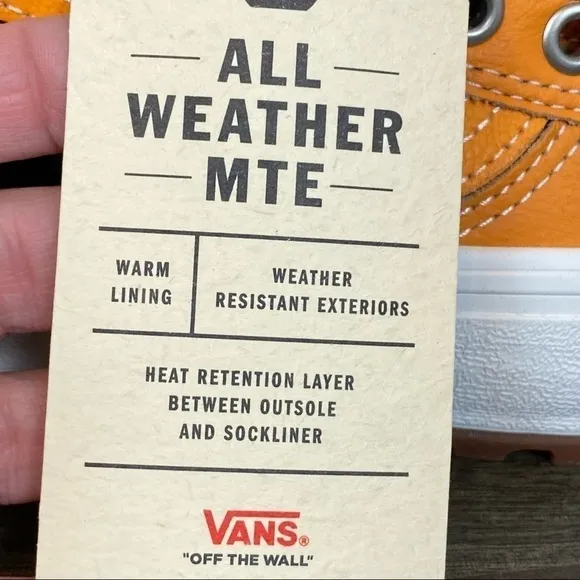 ALL
WEATHER
MTE
WARM
LINING
WEATHER
RESISTANT EXTERIORS
HEAT RETENTION LAYER
BETWEEN OUTSOLE
AND SOCKLINER
VANS®
"OFF THE WALL"